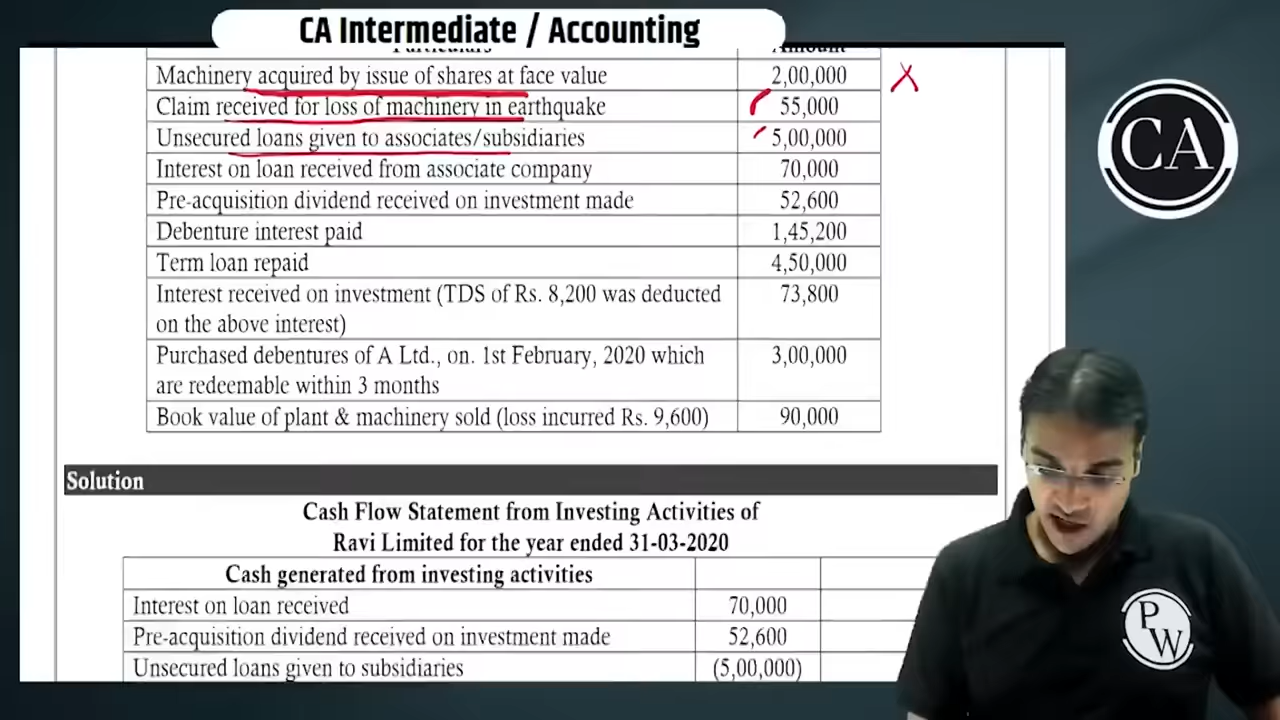 CA Intermediate / Accounting
Particulars Amount
Machinery acquired by issue of shares at face value 2,00,000
Claim received for loss of machinery in earthquake 55,000
Unsecured loans given to associates/subsidiaries 5,00,000
Interest on loan received from associate company 70,000
Pre-acquisition dividend received on investment made 52,600
Debenture interest paid 1,45,200
Term loan repaid 4,50,000
Interest received on investment (TDS of Rs. 8,200 was deducted 73,800
on the above interest)
Purchased debentures of A Ltd., on. 1st February, 2020 which 3,00,000
are redeemable within 3 months
Book value of plant & machinery sold (loss incurred Rs. 9,600) 90,000
Solution
Cash Flow Statement from Investing Activities of
Ravi Limited for the year ended 31-03-2020
Cash generated from investing activities
Interest on loan received 70,000
Pre-acquisition dividend received on investment made 52,600
Unsecured loans given to subsidiaries (5,00,000)
CA
P
W